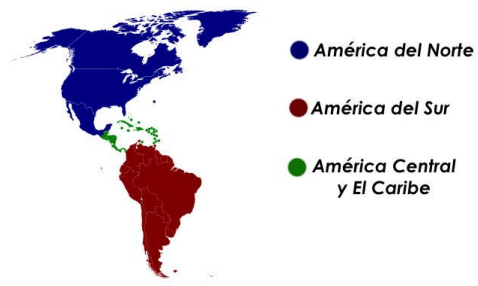 América del Norte
América del Sur
América Central
y El Caribe